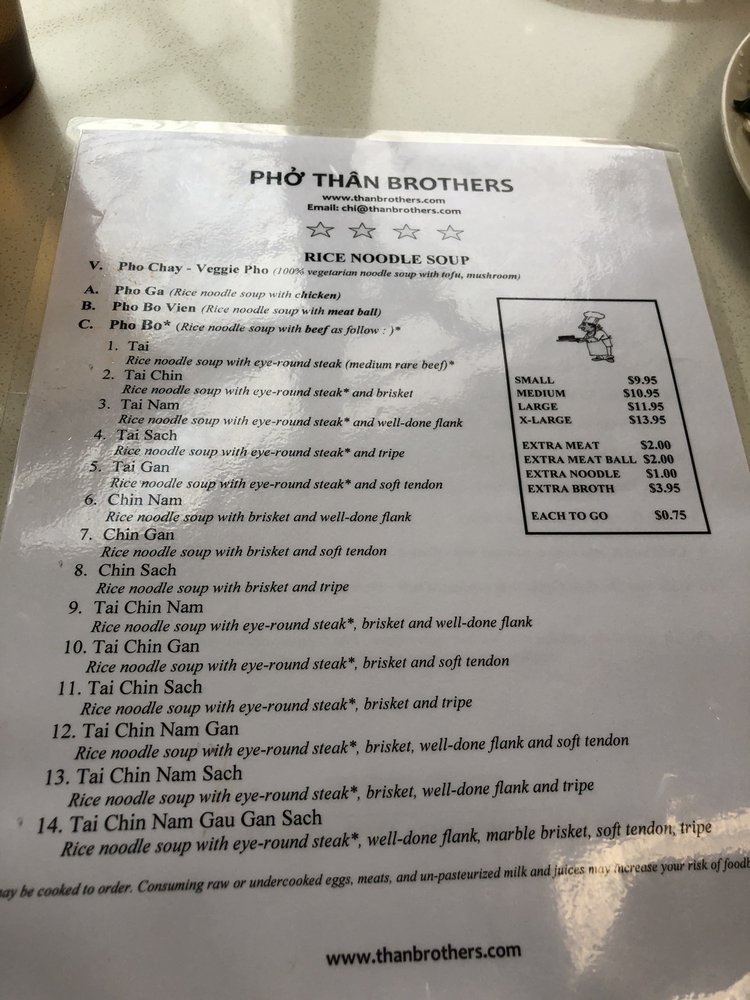 PHỞ THÂN BROTHERS
www.thanbrothers.com
Email: chi@thanbrothers.com
RICE NOODLE SOUP
V. Pho Chay - Veggie Pho (100% vegetarian noodle soup with tofu, mushroom)
A. Pho Ga (Rice noodle soup with chicken)
B. Pho Bo Vien (Rice noodle soup with meat ball)
C. Pho Bo* (Rice noodle soup with beef as follow : )*
1. Tai
Rice noodle soup with eye-round steak (medium rare beef)*
2. Tai Chin
Rice noodle soup with eye-round steak* and brisket
3. Tai Nam
Rice noodle soup with eye-round steak* and well-done flank
4. Tai Sach
Rice noodle soup with eye-round steak* and tripe
5. Tai Gan
Rice noodle soup with eye-round steak* and soft tendon
6. Chin Nam
Rice noodle soup with brisket and well-done flank
7. Chin Gan
Rice noodle soup with brisket and soft tendon
8. Chin Sach
Rice noodle soup with brisket and tripe
9. Tai Chin Nam
Rice noodle soup with eye-round steak*, brisket and well-done flank
10. Tai Chin Gan
Rice noodle soup with eye-round steak*, brisket and soft tendon
11. Tai Chin Sach
Rice noodle soup with eye-round steak*, brisket and tripe
12. Tai Chin Nam Gan
Rice noodle soup with eye-round steak*, brisket, well-done flank and soft tendon
13. Tai Chin Nam Sach
Rice noodle soup with eye-round steak*, brisket, well-done flank and tripe
14. Tai Chin Nam Gau Gan Sach
Rice noodle soup with eye-round steak*, well-done flank, marble brisket, soft tendon, tripe
SMALL $9.95
MEDIUM $10.95
LARGE $11.95
X-LARGE $13.95
EXTRA MEAT $2.00
EXTRA MEAT BALL $2.00
EXTRA NOODLE $1.00
EXTRA BROTH $3.95
EACH TO GO $0.75
may be cooked to order. Consuming raw or undercooked eggs, meats, and un-pasteurized milk and juices may increase your risk of foodb
www.thanbrothers.com